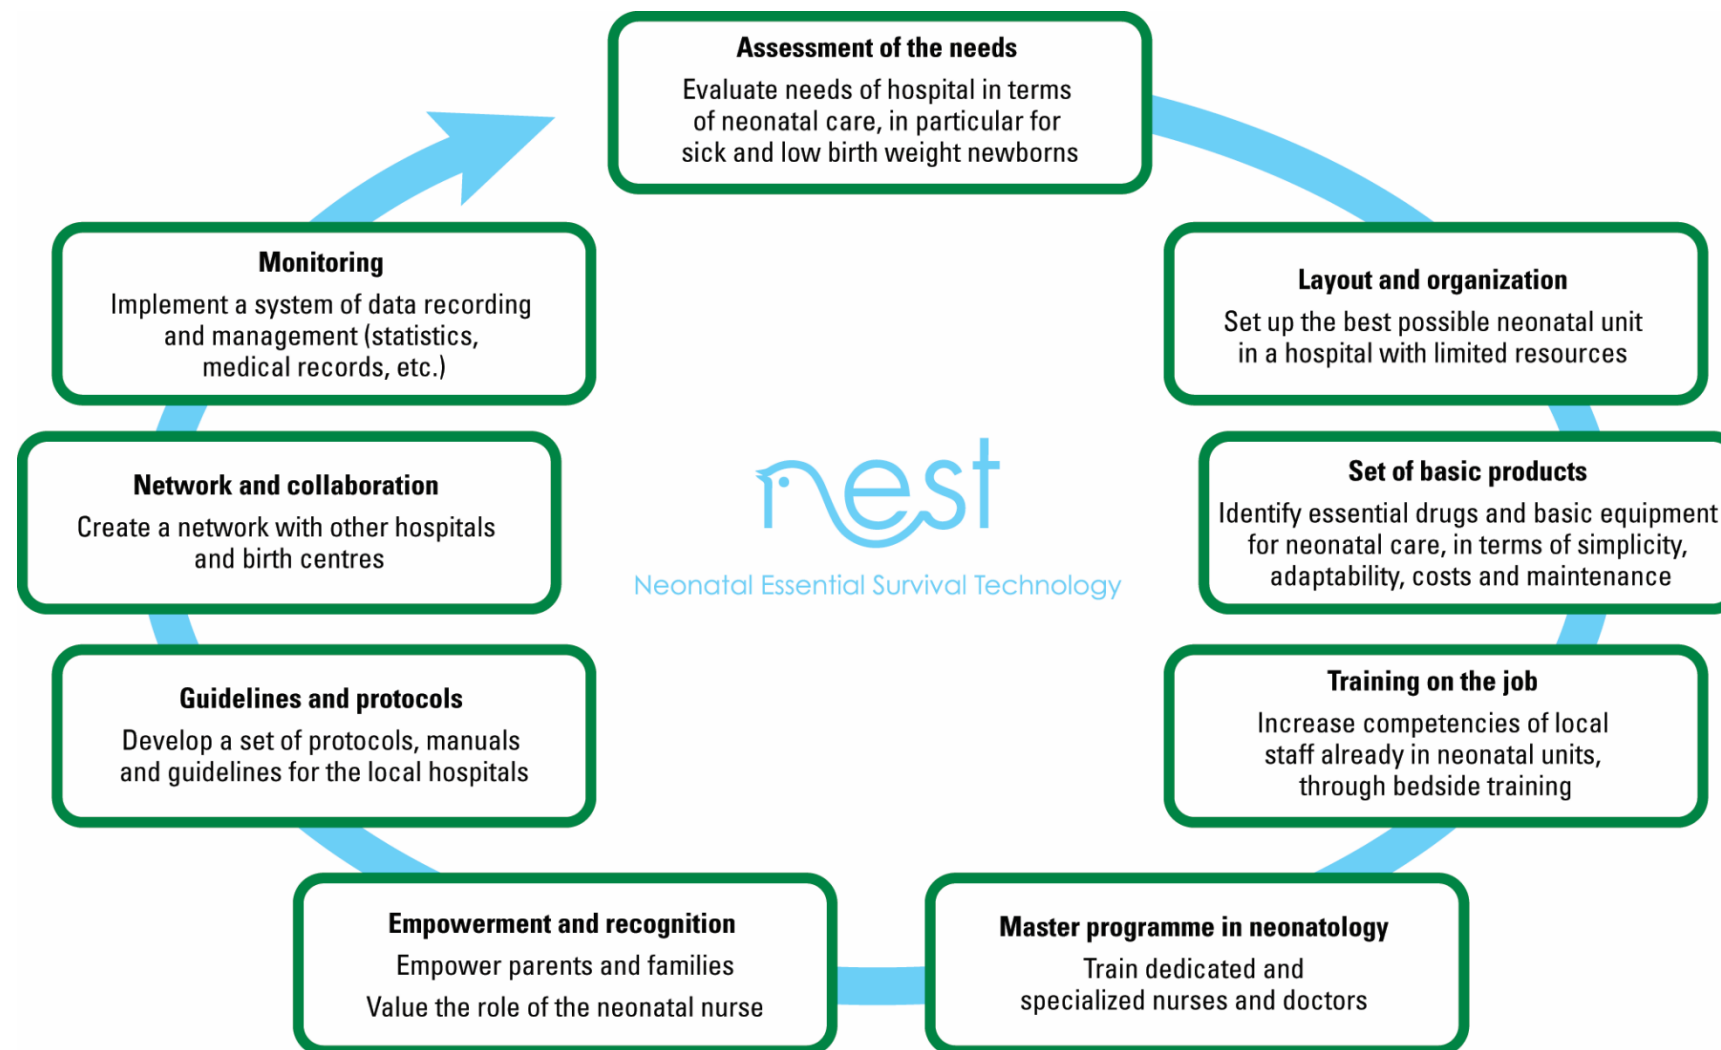 Assessment of the needs
Evaluate needs of hospital in terms
of neonatal care, in particular for
sick and low birth weight newborns
Layout and organization
Set up the best possible neonatal unit
in a hospital with limited resources
Set of basic products
Identify essential drugs and basic equipment
for neonatal care, in terms of simplicity,
adaptability, costs and maintenance
Training on the job
Increase competencies of local
staff already in neonatal units,
through bedside training
Master programme in neonatology
Train dedicated and
specialized nurses and doctors
Empowerment and recognition
Empower parents and families
Value the role of the neonatal nurse
Guidelines and protocols
Develop a set of protocols, manuals
and guidelines for the local hospitals
Network and collaboration
Create a network with other hospitals
and birth centres
Monitoring
Implement a system of data recording
and management (statistics,
medical records, etc.)
nest
Neonatal Essential Survival Technology